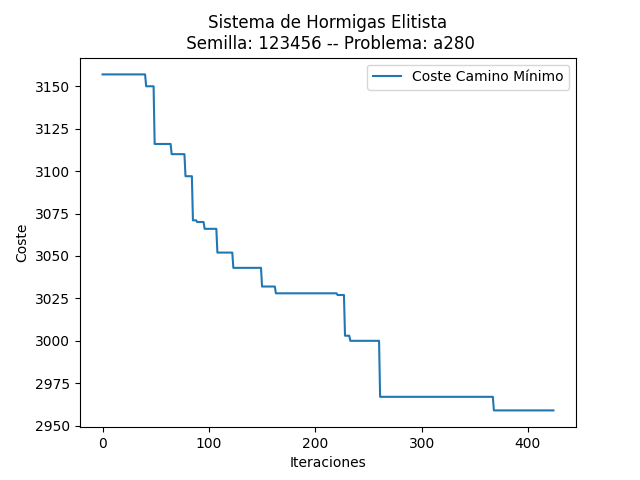 Sistema de Hormigas Elitista
Semilla: 123456 -- Problema: a280
Coste Camino Mínimo
3150
3125
3100
3075
3050
3025
3000
2975
2950
Coste
0 100 200 300 400
Iteraciones